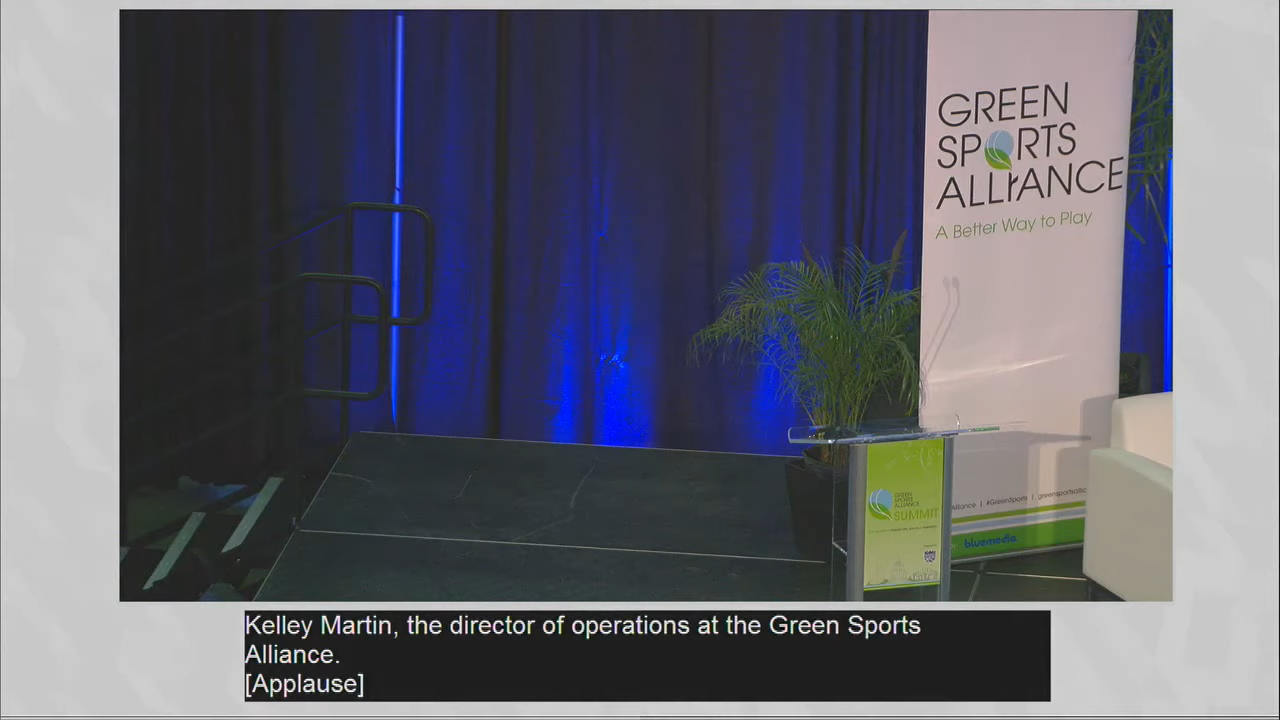 GREEN
SPORTS
ALLIANCE
A Better Way to Play
Alliance | #GreenSports |
bluemedia
GREEN
SPORTS
ALLIANCE
SUMMIT
Kelley Martin, the director of operations at the Green Sports
Alliance.
[Applause]